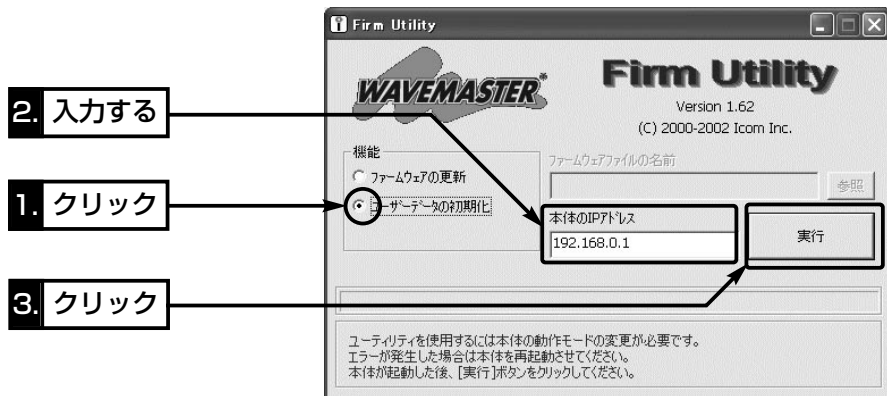 Firm Utility
WAVEMASTER
Firm Utility
Version 1.62
(C) 2000-2002 Icom Inc.
2. 入力する
機能
ファームウェアの更新
ユーザーデータの初期化
ファームウェアファイルの名前
参照
1. クリック
本体のIPアドレス
192.168.0.1
実行
3. クリック
ユーティリティを使用するには本体の動作モードの変更が必要です。
エラーが発生した場合は本体を再起動させてください。
本体が起動した後、[実行]ボタンをクリックしてください。